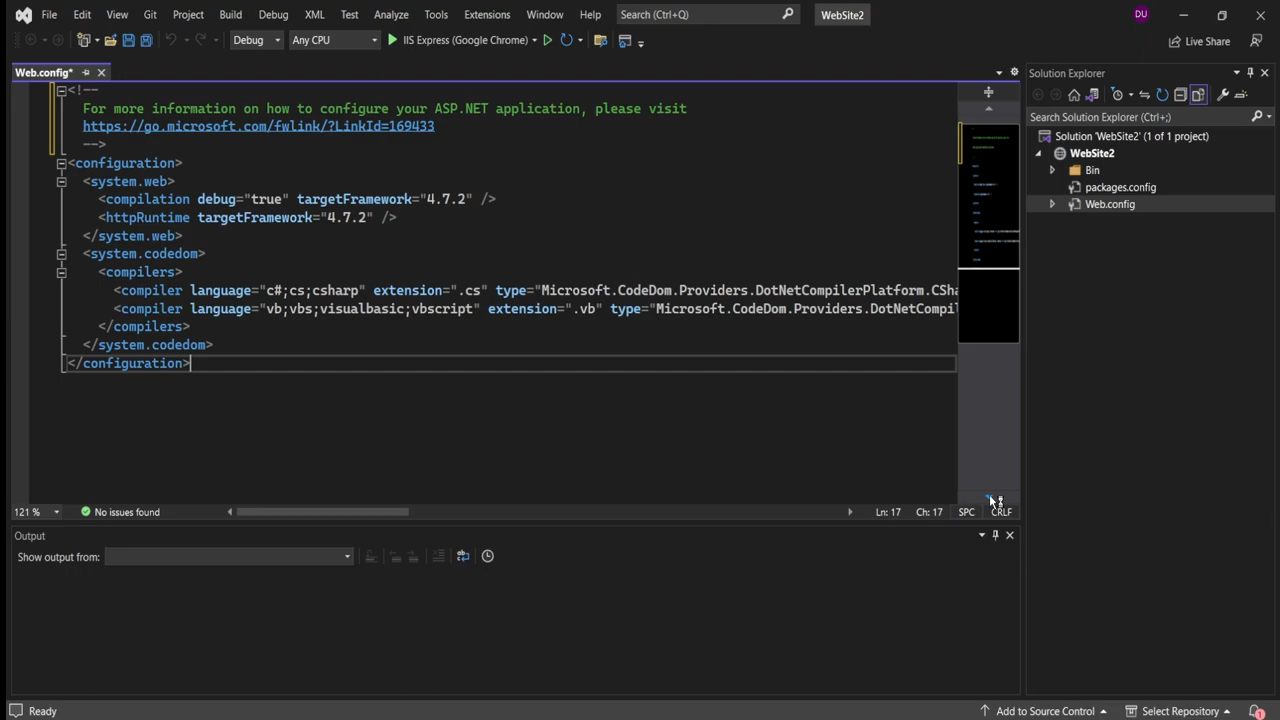 File Edit View Git Project Build Debug XML Test Analyze Tools Extensions Window Help Search (Ctrl+Q) WebSite2 DU
Debug Any CPU IIS Express (Google Chrome) Live Share
Web.config*
<!--
For more information on how to configure your ASP.NET application, please visit
https://go.microsoft.com/fwlink/?LinkId=169433
-->
<configuration>
<system.web>
<compilation debug="true" targetFramework="4.7.2" />
<httpRuntime targetFramework="4.7.2" />
</system.web>
<system.codedom>
<compilers>
<compiler language="c#;cs;csharp" extension=".cs" type="Microsoft.CodeDom.Providers.DotNetCompilerPlatform.CSha
<compiler language="vb;vbs;visualbasic;vbscript" extension=".vb" type="Microsoft.CodeDom.Providers.DotNetCompil
</compilers>
</system.codedom>
</configuration>
121 % No issues found Ln: 17 Ch: 17 SPC CRLF
Output
Show output from:
Solution Explorer
Search Solution Explorer (Ctrl+;)
Solution 'WebSite2' (1 of 1 project)
WebSite2
Bin
packages.config
Web.config
Ready Add to Source Control Select Repository 1